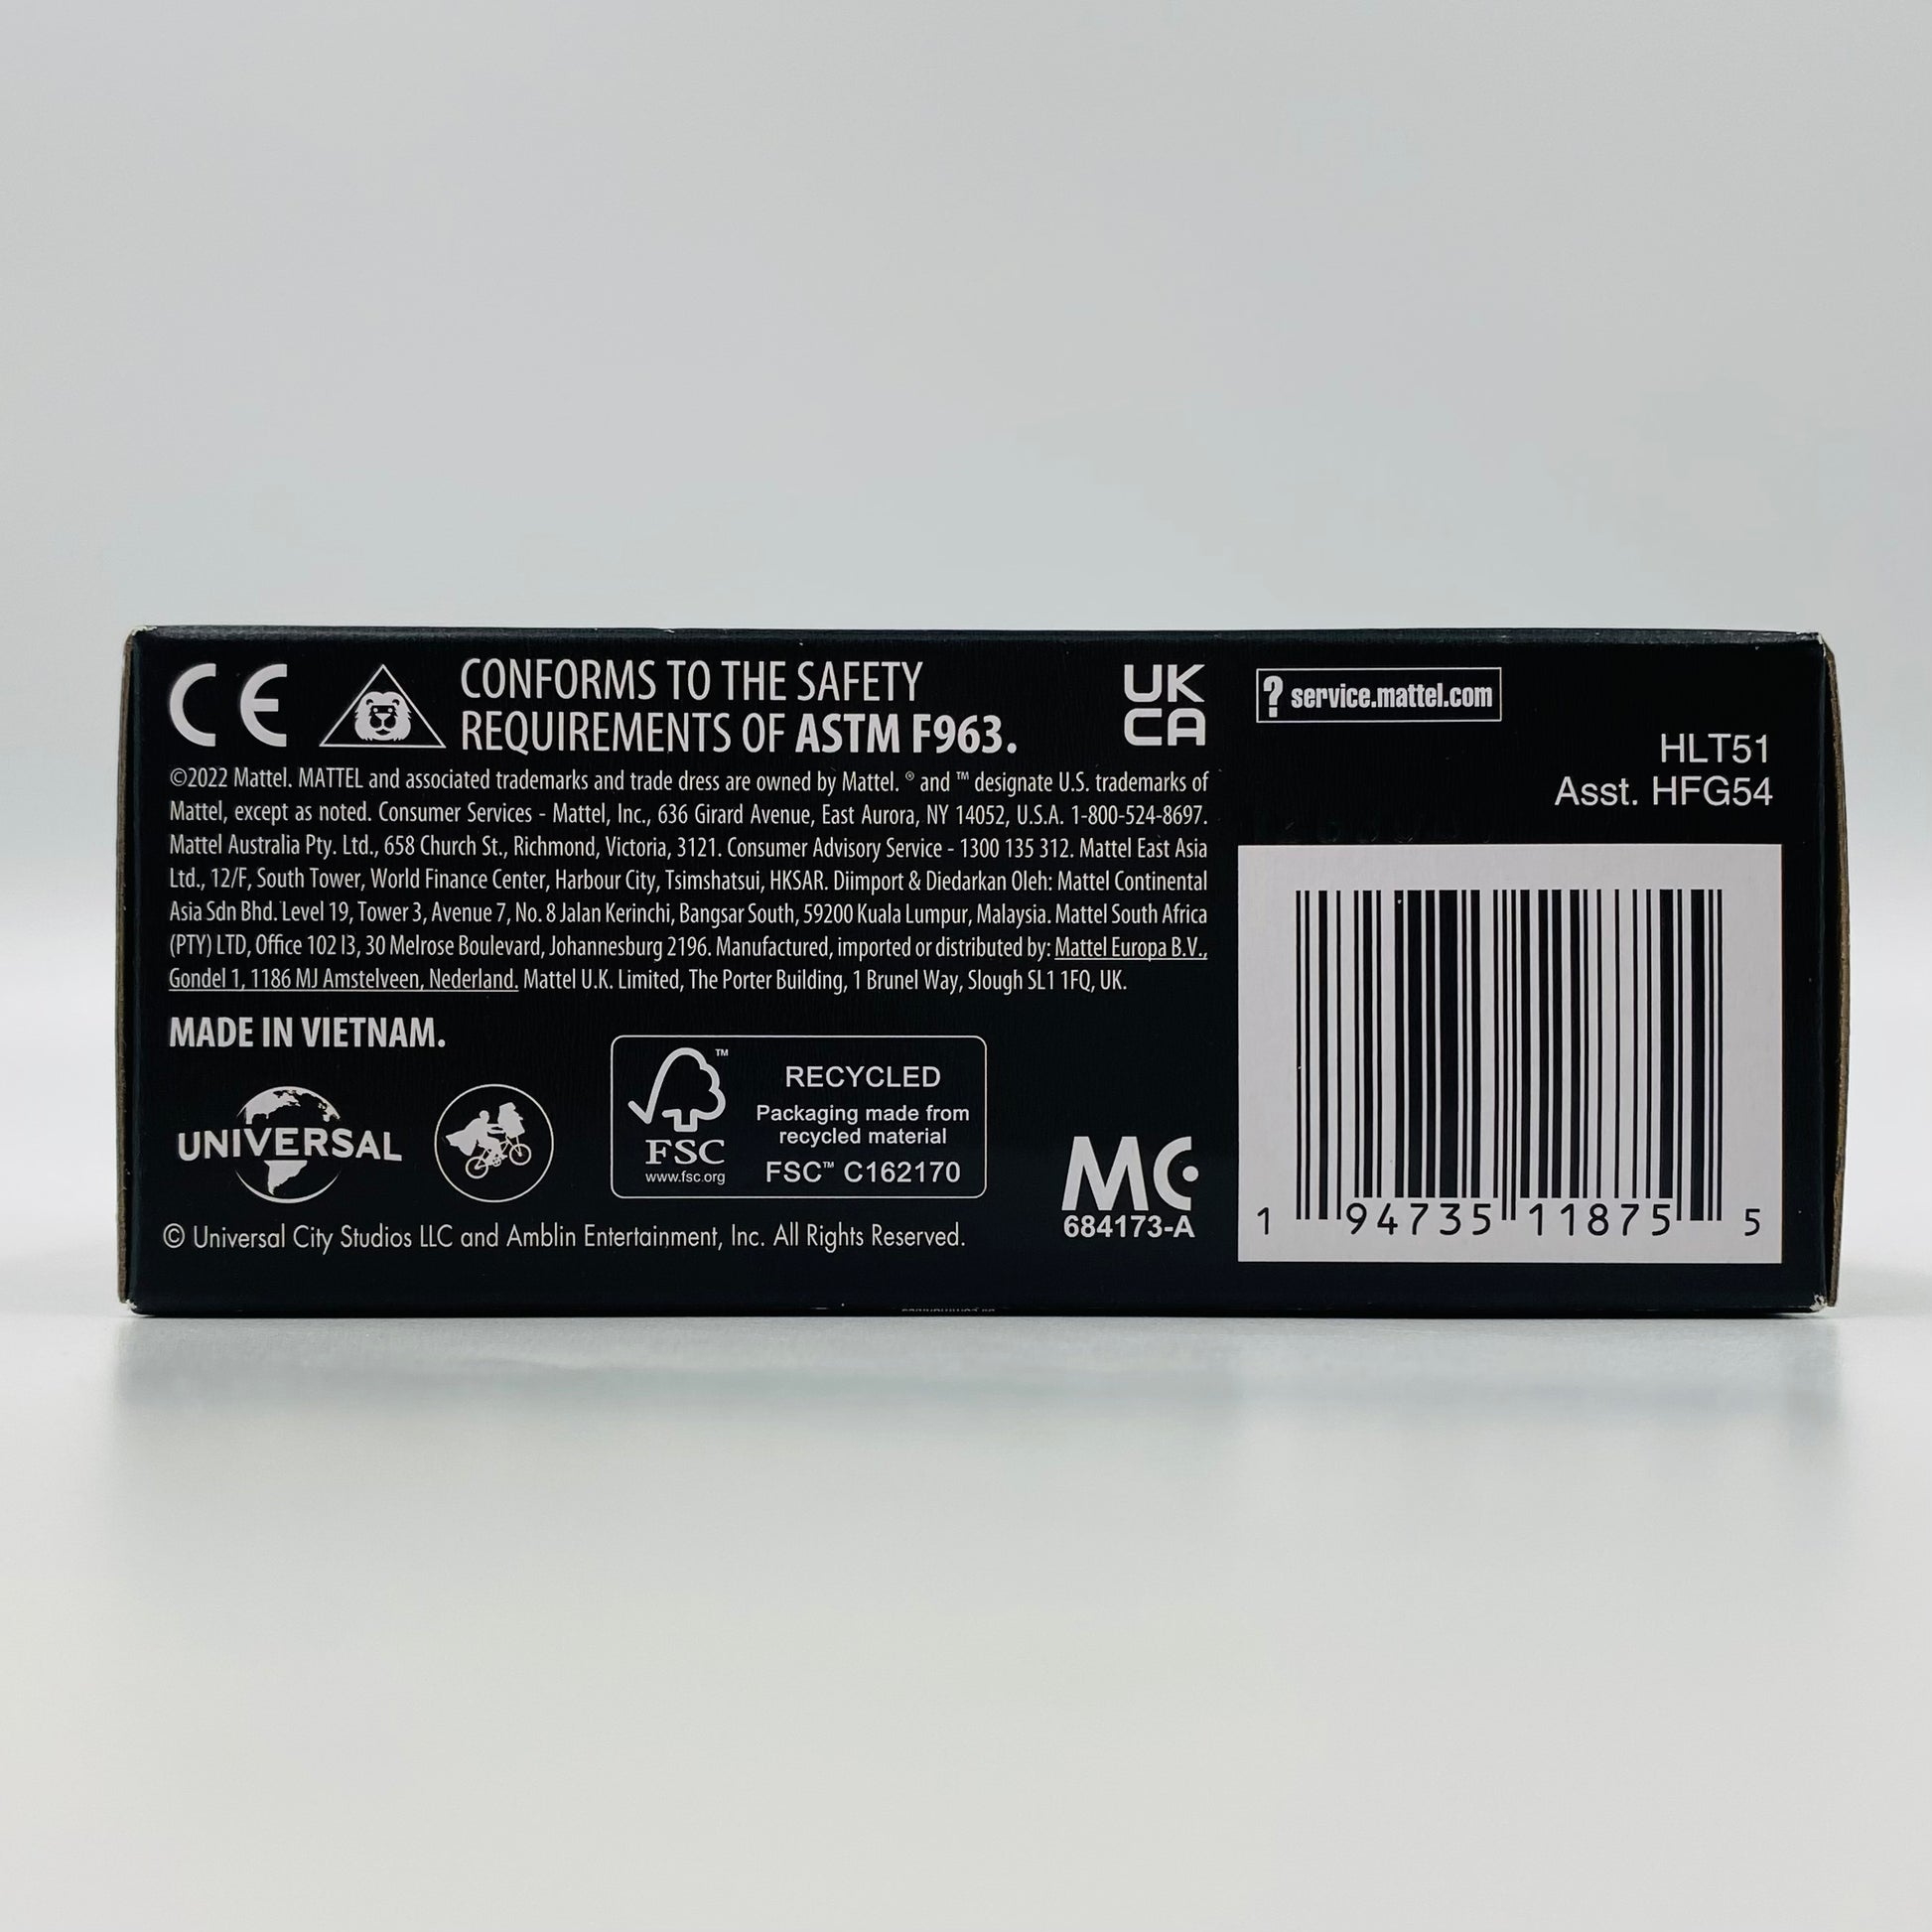 CE
CONFORMS TO THE SAFETY
REQUIREMENTS OF ASTM F963.
UK
CA
©2022 Mattel. MATTEL and associated trademarks and trade dress are owned by Mattel. ® and ™ designate U.S. trademarks of
Mattel, except as noted. Consumer Services - Mattel, Inc., 636 Girard Avenue, East Aurora, NY 14052, U.S.A. 1-800-524-8697.
Mattel Australia Pty. Ltd., 658 Church St., Richmond, Victoria, 3121. Consumer Advisory Service - 1300 135 312. Mattel East Asia
Ltd., 12/F, South Tower, World Finance Center, Harbour City, Tsimshatsui, HKSAR. Diimport & Diedarkan Oleh: Mattel Continental
Asia Sdn Bhd. Level 19, Tower 3, Avenue 7, No. 8 Jalan Kerinchi, Bangsar South, 59200 Kuala Lumpur, Malaysia. Mattel South Africa
(PTY) LTD, Office 102 I3, 30 Melrose Boulevard, Johannesburg 2196. Manufactured, imported or distributed by: Mattel Europa B.V.,
Gondel 1, 1186 MJ Amstelveen, Nederland. Mattel U.K. Limited, The Porter Building, 1 Brunel Way, Slough SL1 1FQ, UK.
MADE IN VIETNAM.
UNIVERSAL
™
FSC
www.fsc.org
RECYCLED
Packaging made from
recycled material
FSC™ C162170
MC
684173-A
© Universal City Studios LLC and Amblin Entertainment, Inc. All Rights Reserved.
? service.mattel.com
HLT51
Asst. HFG54
1 94735 11875 5